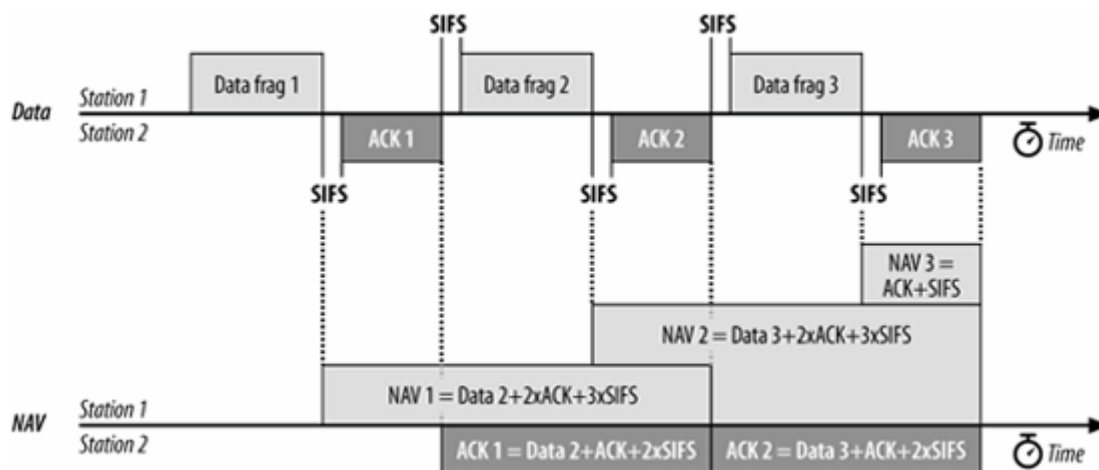 SIFS
SIFS
Data frag 1
Data frag 2
Data frag 3
Data
Station 1
Station 2
ACK 1
ACK 2
ACK 3
Time
SIFS
SIFS
SIFS
NAV 3 =
ACK+SIFS
NAV 2 = Data 3+2xACK+3xSIFS
NAV 1 = Data 2+2xACK+3xSIFS
NAV
Station 1
Station 2
ACK 1 = Data 2+ACK+2xSIFS
ACK 2 = Data 3+ACK+2xSIFS
Time